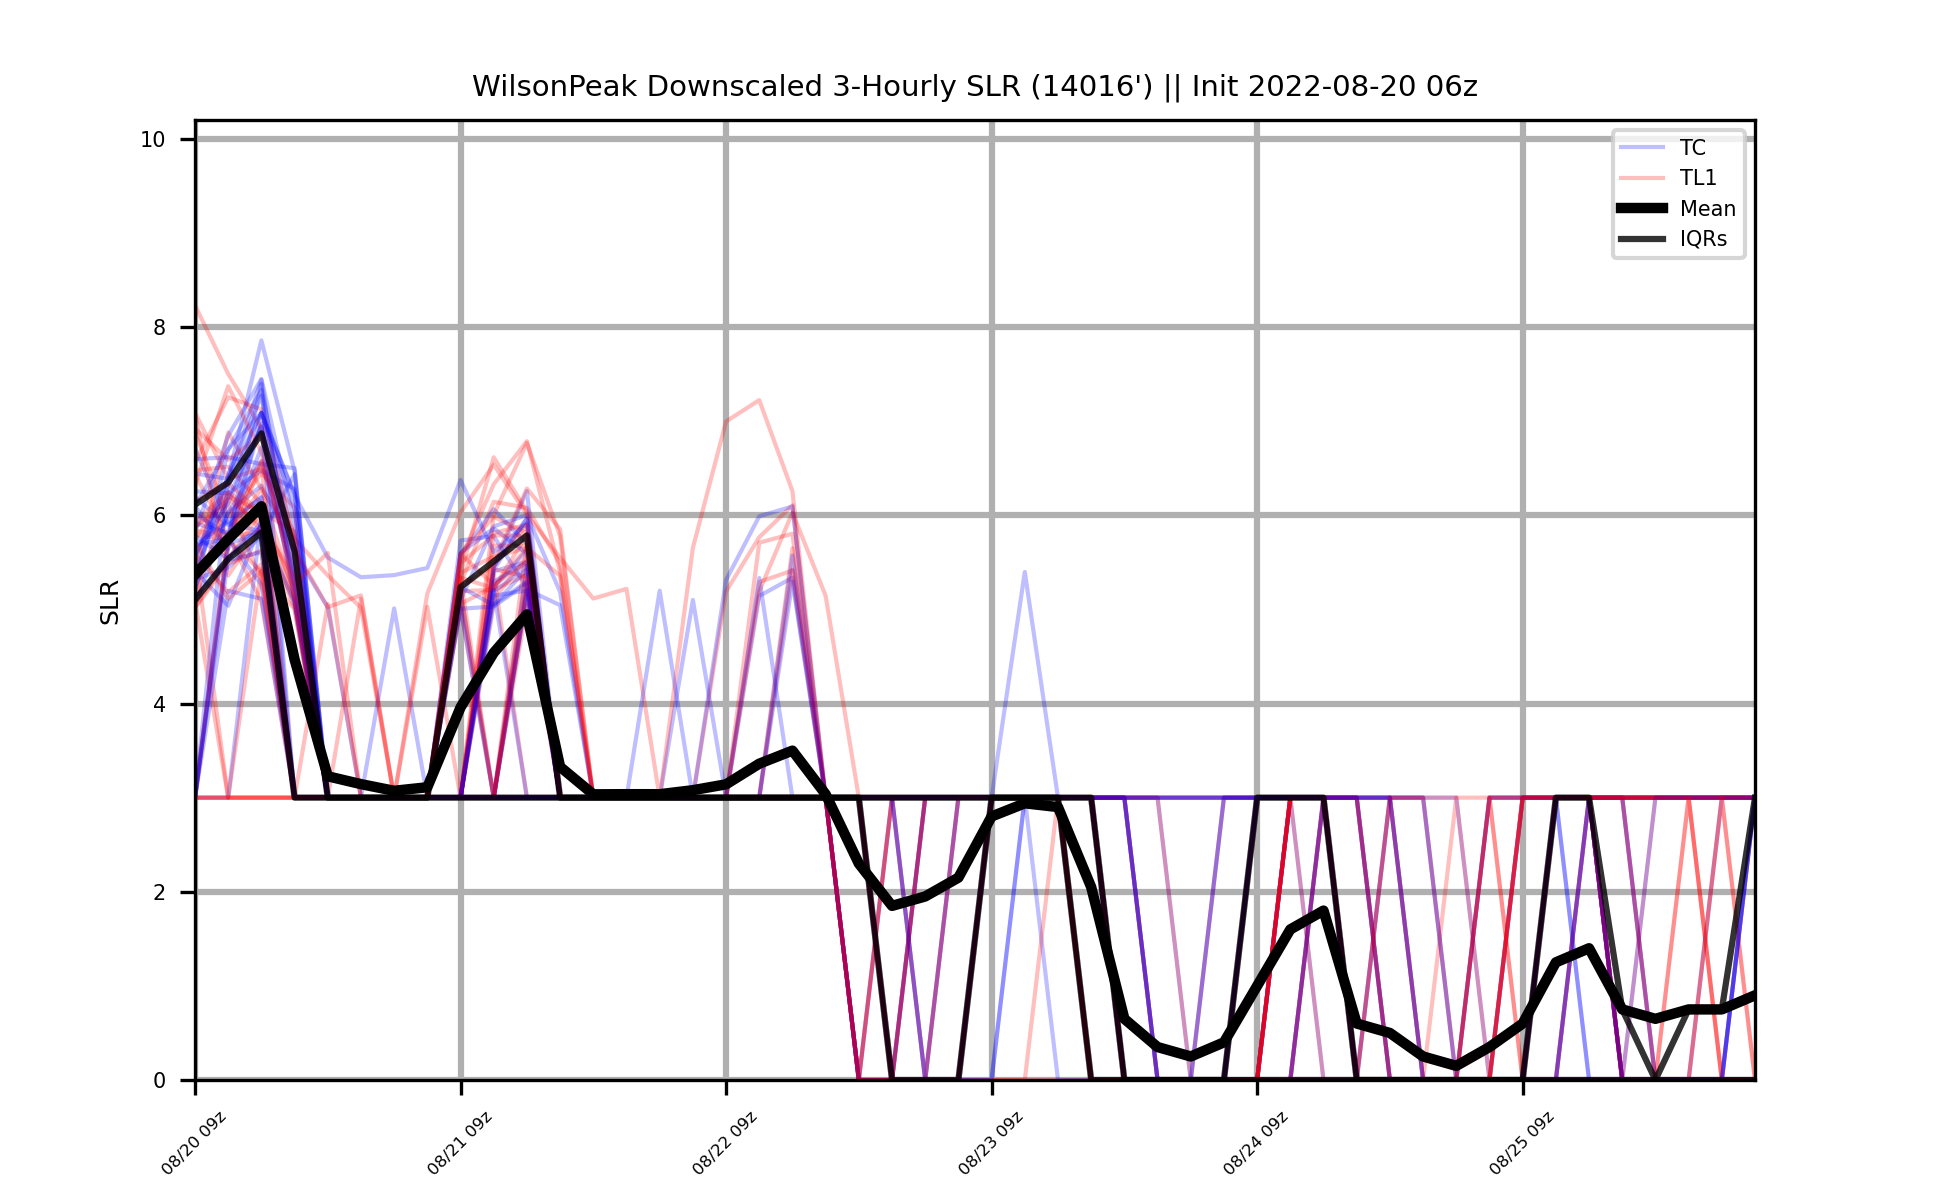 WilsonPeak Downscaled 3-Hourly SLR (14016') || Init 2022-08-20 06z
TC
TL1
Mean
IQRs
SLR
10
8
6
4
2
0
08/20 09z
08/21 09z
08/22 09z
08/23 09z
08/24 09z
08/25 09z